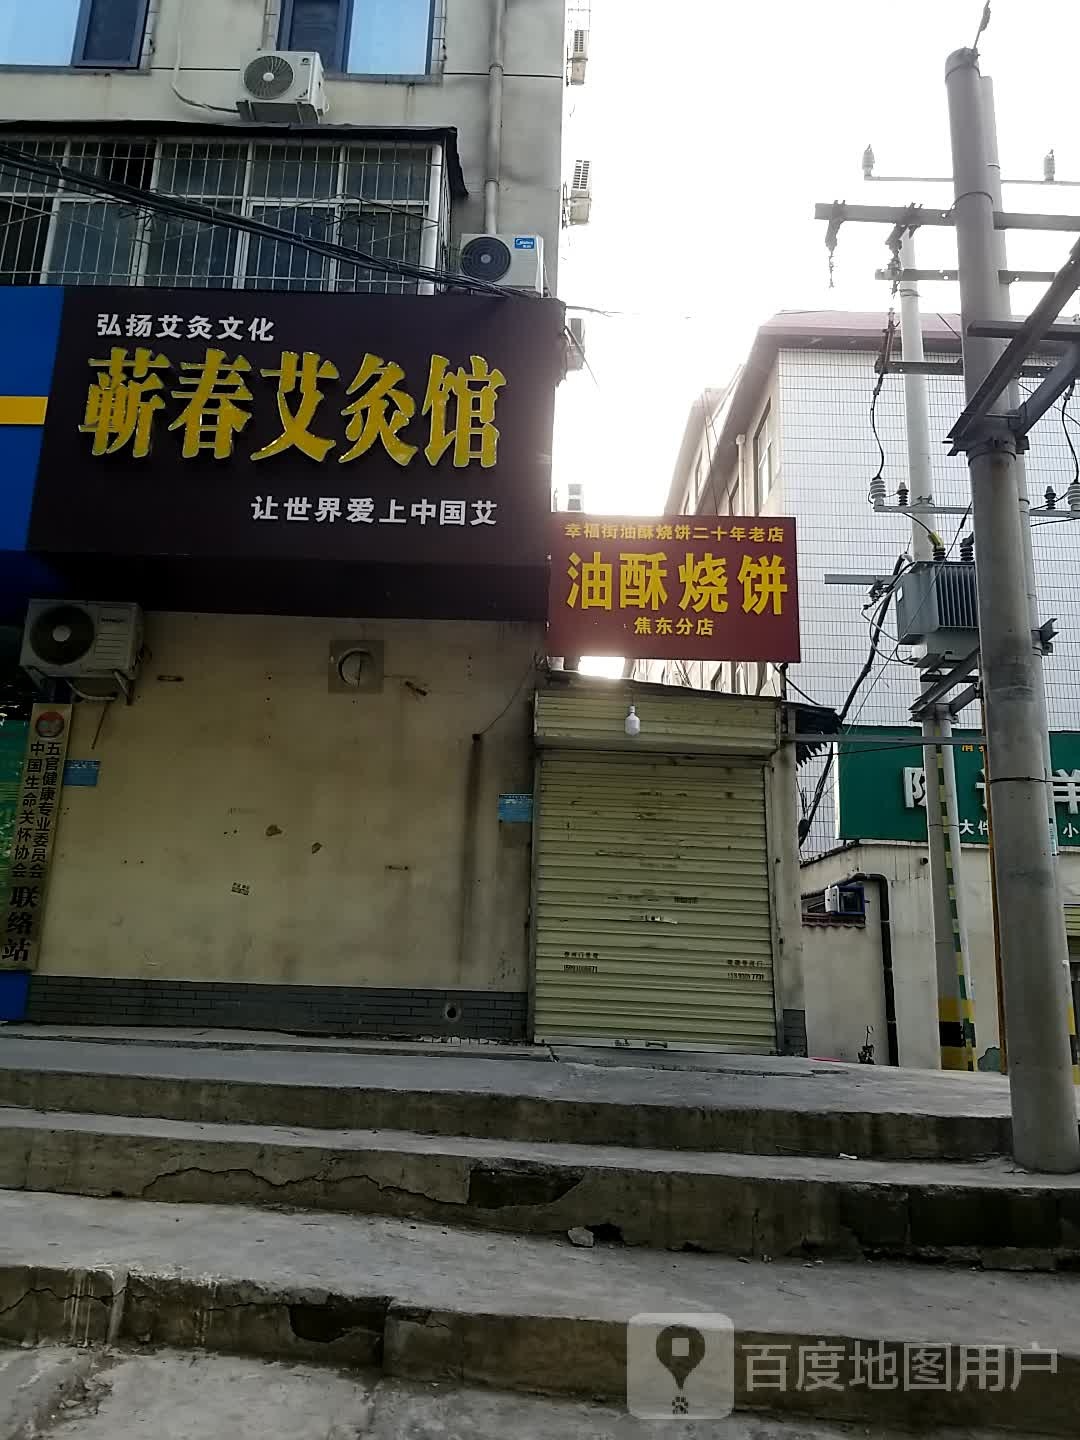 弘扬艾灸文化
蕲春艾灸馆
让世界爱上中国艾
幸福街油酥烧饼二十年老店
油酥烧饼
焦东分店
五官健康专业委员会
中国生命关怀协会
联络站
大件
小
百度地图用户